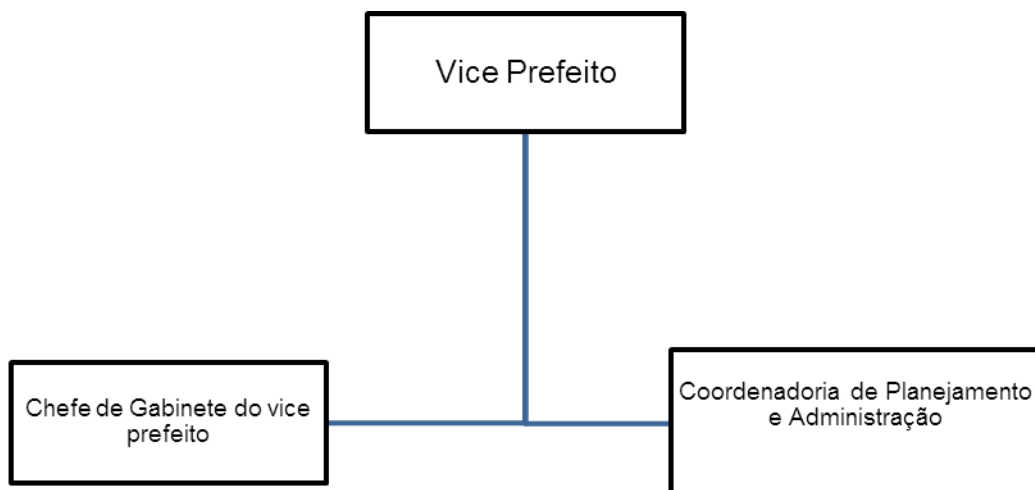 Vice Prefeito
Chefe de Gabinete do vice
prefeito
Coordenadoria de Planejamento
e Administração